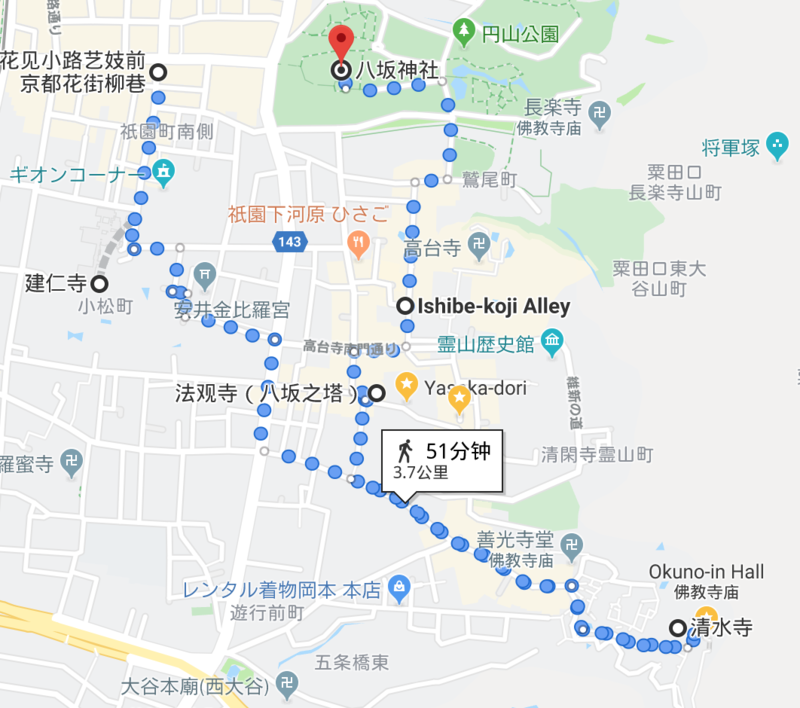 円山公園
花见小路艺妓前
京都花街柳巷
八坂神社
長楽寺
佛教寺庙
祇園町南側
将軍塚
ギオンコーナー
鷲尾町
粟田口
長楽寺山町
祇園下河原 ひさご
143
高台寺
建仁寺
小松町
安井金比羅宮
Ishibe-koji Alley
粟田口東大
谷山町
高台寺南門通り
霊山歴史館
法观寺（八坂之塔）
Yasaka-dori
維新の道
51分钟
3.7公里
清閑寺霊山町
羅蜜寺
善光寺堂
佛教寺庙
Okuno-in Hall
佛教寺庙
レンタル着物岡本 本店
遊行前町
清水寺
五条橋東
大谷本廟(西大谷)